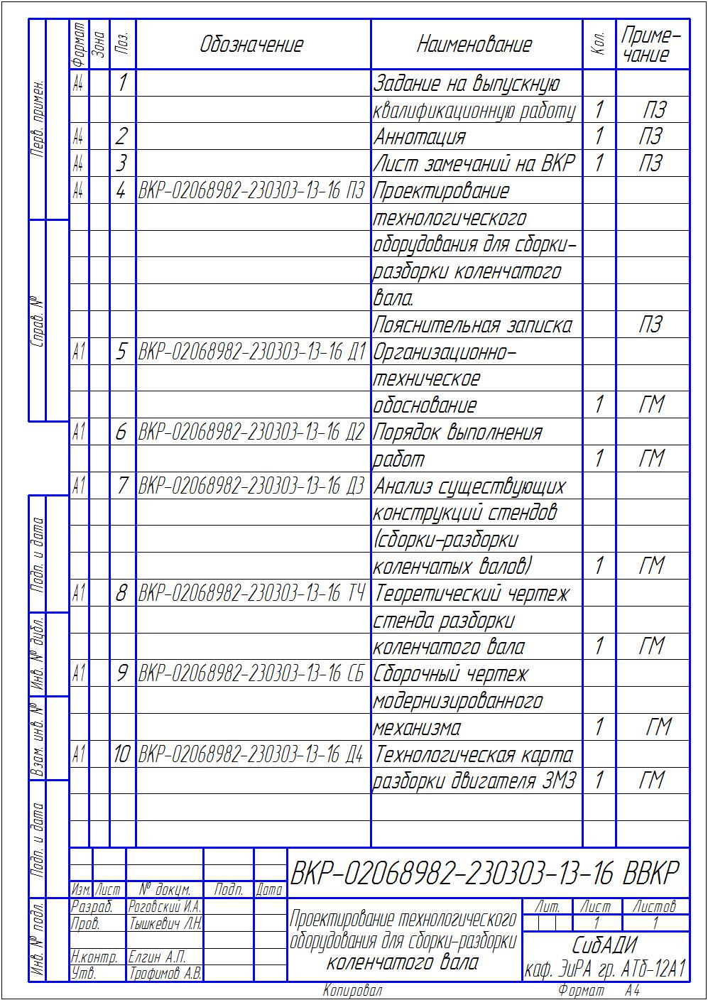 Формат Зона Поз. Обозначение Наименование Кол. Приме-
чание
А4 1 Задание на выпускную
квалификационную работу 1 ПЗ
А4 2 Аннотация 1 ПЗ
А4 3 Лист замечаний на ВКР 1 ПЗ
А4 4 ВКР-02068982-230303-13-16 ПЗ Проектирование
технологического
оборудования для сборки-
разборки коленчатого
вала.
Пояснительная записка ПЗ
А1 5 ВКР-02068982-230303-13-16 Д1 Организационно-
техническое
обоснование 1 ГМ
А1 6 ВКР-02068982-230303-13-16 Д2 Порядок выполнения
работ 1 ГМ
А1 7 ВКР-02068982-230303-13-16 Д3 Анализ существующих
конструкций стендов
(сборки-разборки
коленчатых валов) 1 ГМ
А1 8 ВКР-02068982-230303-13-16 ТЧ Теоретический чертеж
стенда разборки
коленчатого вала 1 ГМ
А1 9 ВКР-02068982-230303-13-16 СБ Сборочный чертеж
модернизированного
механизма 1 ГМ
А1 10 ВКР-02068982-230303-13-16 Д4 Технологическая карта
разборки двигателя ЗМЗ 1 ГМ
Перв. примен.
Справ. №
Подп. и дата
Инв. № дубл.
Взам. инв. №
Подп. и дата
Инв. № подл.
ВКР-02068982-230303-13-16 ВВКР
Изм. Лист № докум. Подп. Дата
Разраб. Роговский И.А.
Пров. Тышкевич Л.Н.
Н.контр. Елгин А.П.
Утв. Трофимов А.В.
Проектирование технологического
оборудования для сборки-разборки
коленчатого вала
Лит. Лист Листов
1 1
СибАДИ
каф. ЭиРА гр. АТб-12А1
Копировал Формат А4